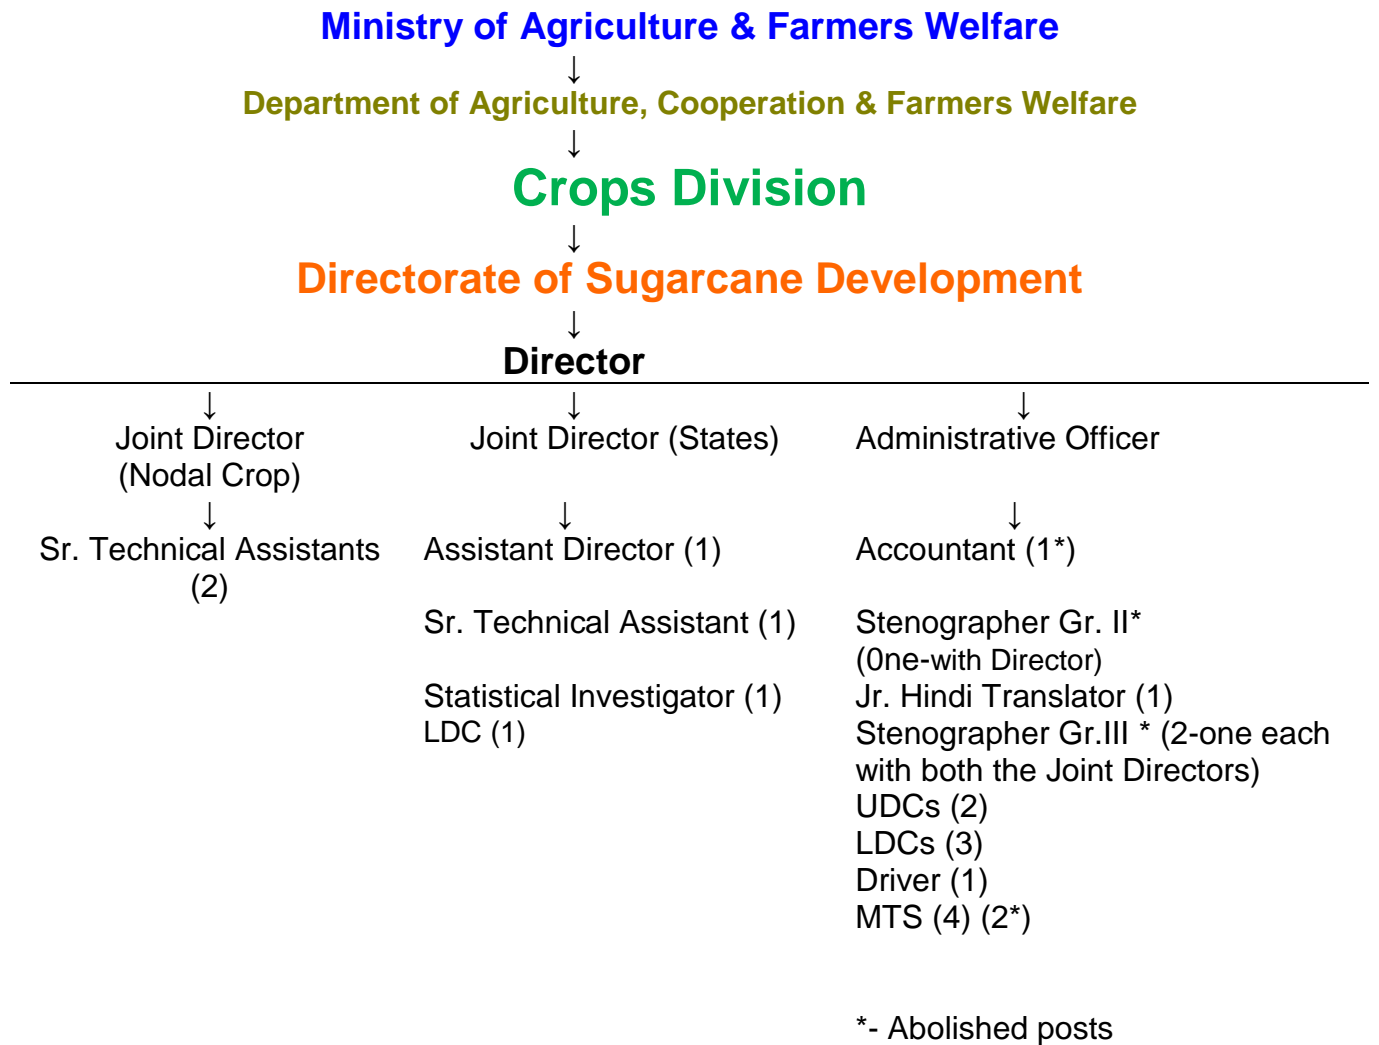 Ministry of Agriculture & Farmers Welfare
↓
Department of Agriculture, Cooperation & Farmers Welfare
↓
Crops Division
↓
Directorate of Sugarcane Development
↓
Director
↓ ↓ ↓
Joint Director
(Nodal Crop)
↓
Sr. Technical Assistants
(2)
Joint Director (States)
↓
Assistant Director (1)
Sr. Technical Assistant (1)
Statistical Investigator (1)
LDC (1)
Administrative Officer
↓
Accountant (1*)
Stenographer Gr. II*
(0ne-with Director)
Jr. Hindi Translator (1)
Stenographer Gr.III * (2-one each
with both the Joint Directors)
UDCs (2)
LDCs (3)
Driver (1)
MTS (4) (2*)
*- Abolished posts